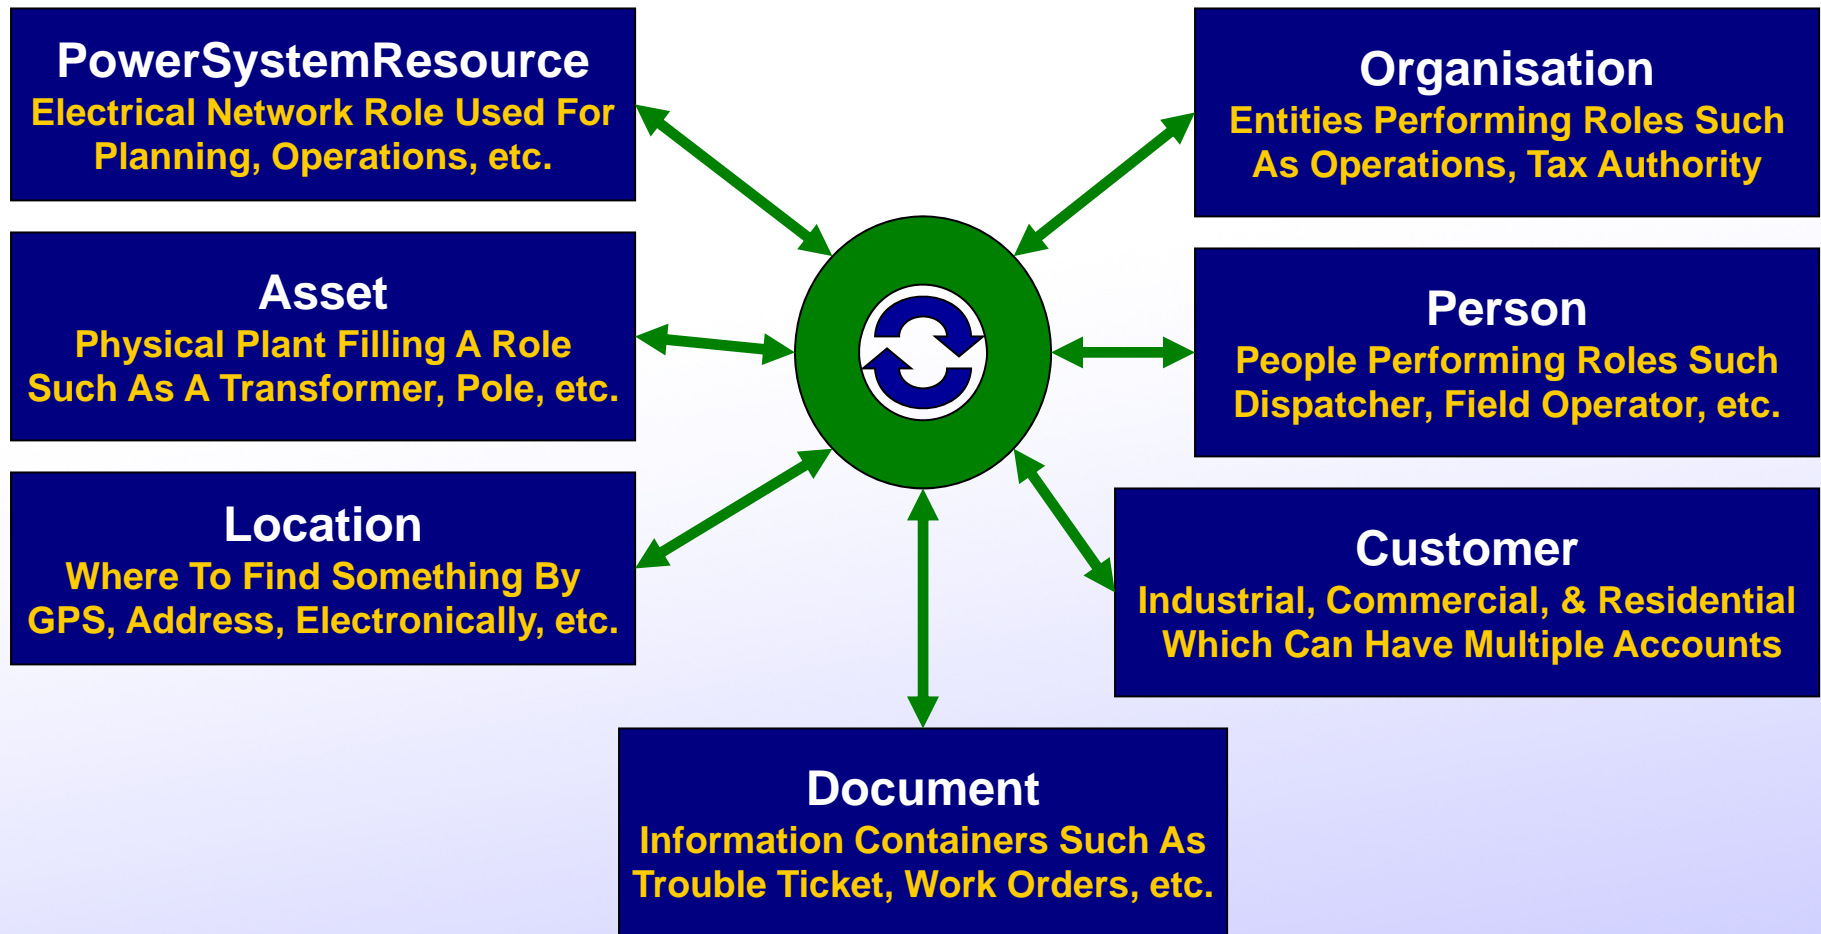 PowerSystemResource
Electrical Network Role Used For
Planning, Operations, etc.
Asset
Physical Plant Filling A Role
Such As A Transformer, Pole, etc.
Location
Where To Find Something By
GPS, Address, Electronically, etc.
Organisation
Entities Performing Roles Such
As Operations, Tax Authority
Person
People Performing Roles Such
Dispatcher, Field Operator, etc.
Customer
Industrial, Commercial, & Residential
Which Can Have Multiple Accounts
Document
Information Containers Such As
Trouble Ticket, Work Orders, etc.